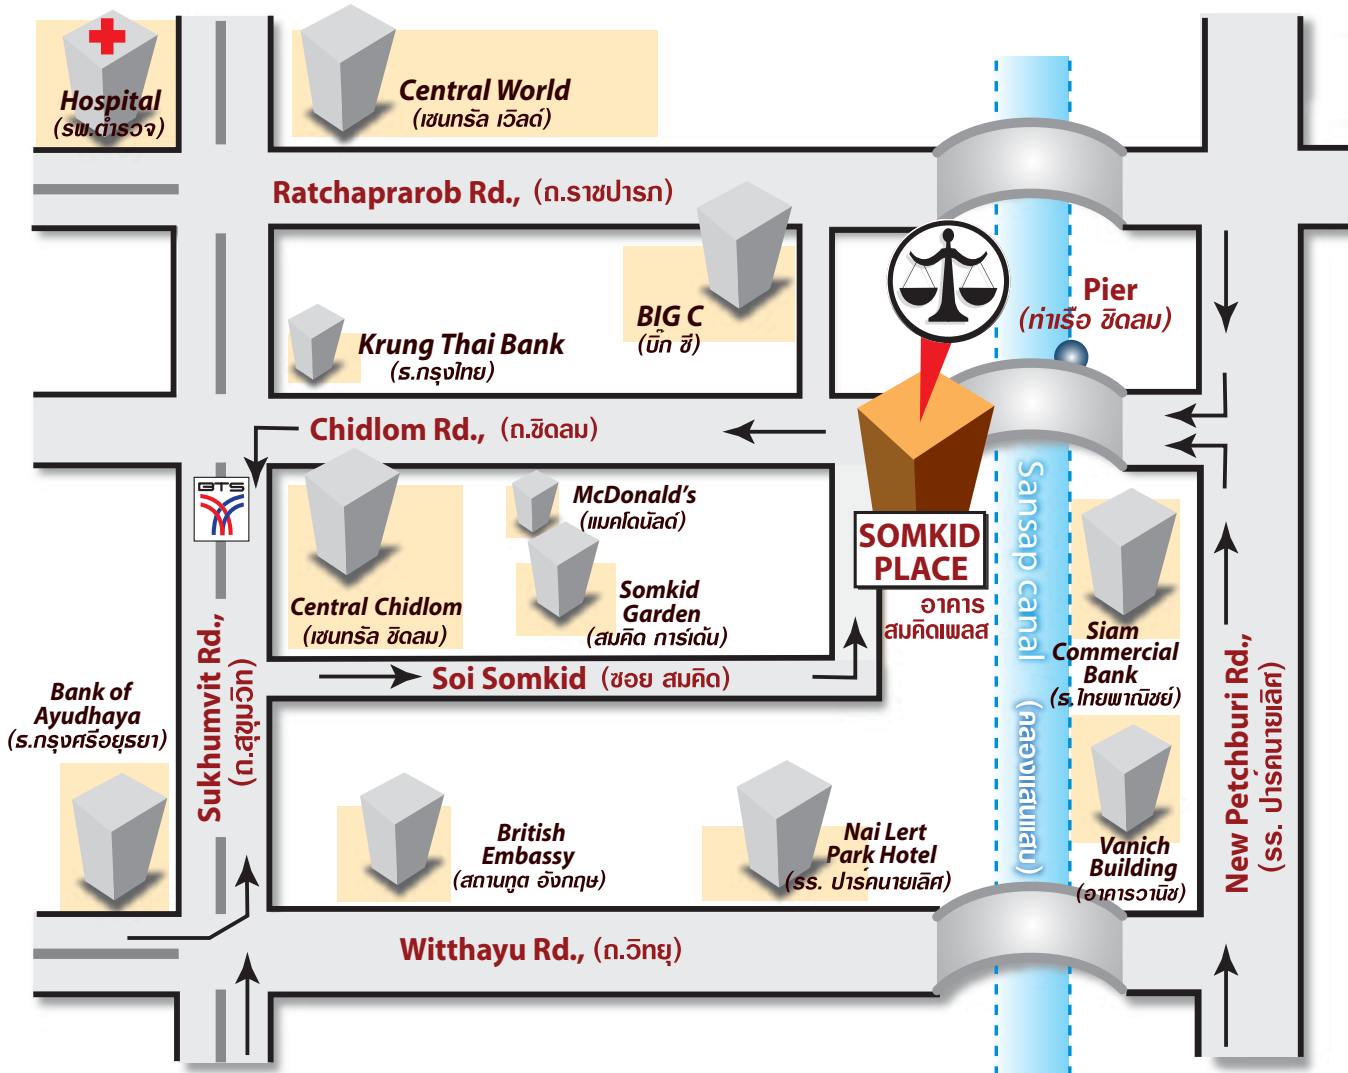 Hospital
(รพ.ตำรวจ)
Central World
(เซนทรัล เวิลด์)
Ratchaprarob Rd., (ถ.ราชปรารภ)
BIG C
(บิ๊ก ซี)
Krung Thai Bank
(ธ.กรุงไทย)
Pier
(ท่าเรือ ชิดลม)
Chidlom Rd., (ถ.ชิดลม)
BTS
Central Chidlom
(เซนทรัล ชิดลม)
McDonald's
(แมคโดนัลด์)
Somkid
Garden
(สมคิด การ์เด้น)
SOMKID
PLACE
อาคาร
สมคิดเพลส
Sansap canal
(คลองแสนแสบ)
Siam
Commercial
Bank
(ธ.ไทยพาณิชย์)
Soi Somkid (ซอย สมคิด)
Sukhumvit Rd.,
(ถ.สุขุมวิท)
Bank of
Ayudhaya
(ธ.กรุงศรีอยุธยา)
British
Embassy
(สถานทูต อังกฤษ)
Nai Lert
Park Hotel
(รร. ปาร์คนายเลิศ)
Vanich
Building
(อาคารวานิช)
New Petchburi Rd.,
(รร. ปาร์คนายเลิศ)
Witthayu Rd., (ถ.วิทยุ)